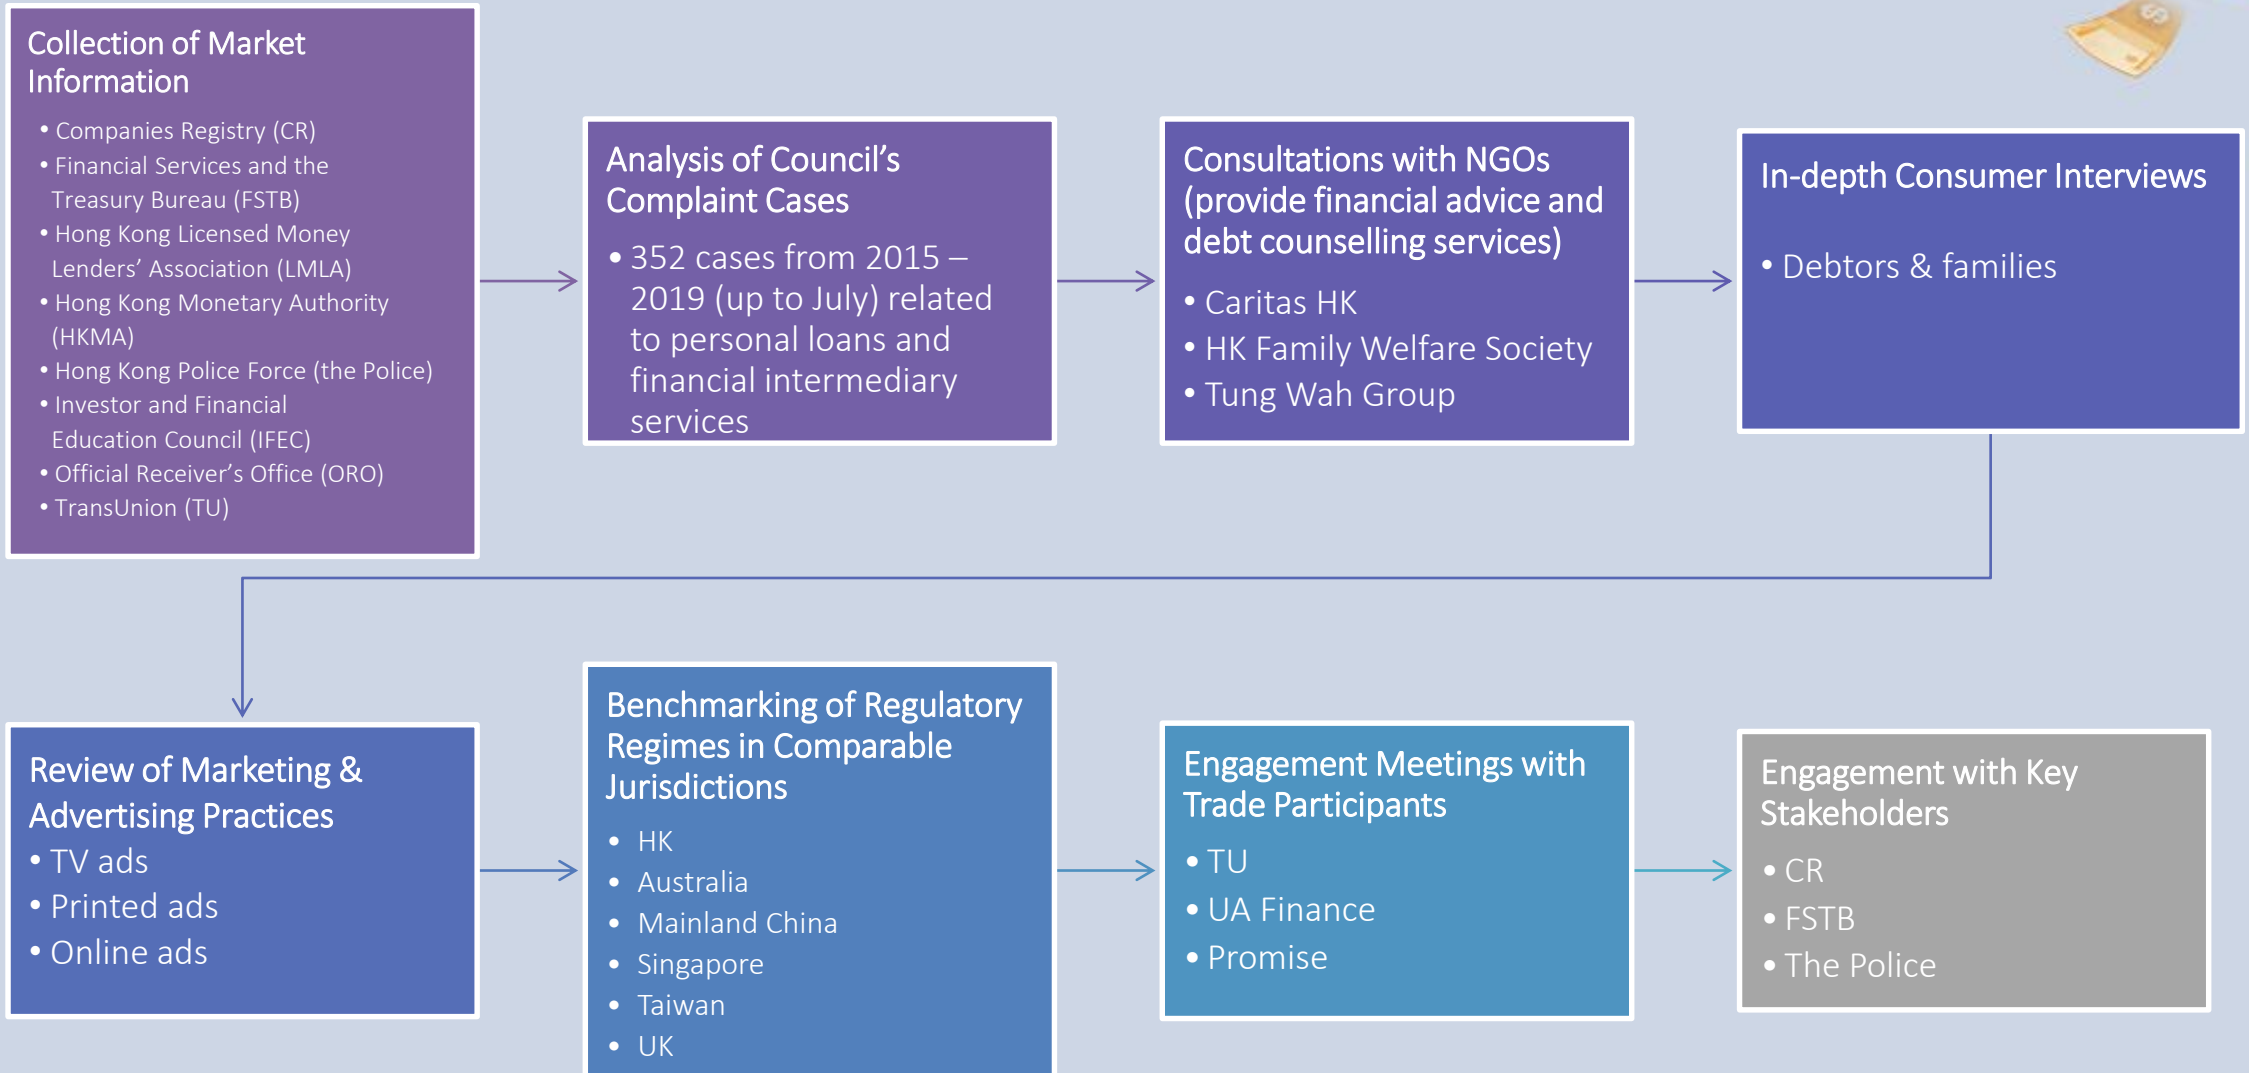 Collection of Market
Information
• Companies Registry (CR)
• Financial Services and the
Treasury Bureau (FSTB)
• Hong Kong Licensed Money
Lenders’ Association (LMLA)
• Hong Kong Monetary Authority
(HKMA)
• Hong Kong Police Force (the Police)
• Investor and Financial
Education Council (IFEC)
• Official Receiver’s Office (ORO)
• TransUnion (TU)
Analysis of Council’s
Complaint Cases
• 352 cases from 2015 –
2019 (up to July) related
to personal loans and
financial intermediary
services
Consultations with NGOs
(provide financial advice and
debt counselling services)
• Caritas HK
• HK Family Welfare Society
• Tung Wah Group
In-depth Consumer Interviews
• Debtors & families
Review of Marketing &
Advertising Practices
• TV ads
• Printed ads
• Online ads
Benchmarking of Regulatory
Regimes in Comparable
Jurisdictions
• HK
• Australia
• Mainland China
• Singapore
• Taiwan
• UK
Engagement Meetings with
Trade Participants
• TU
• UA Finance
• Promise
Engagement with Key
Stakeholders
• CR
• FSTB
• The Police